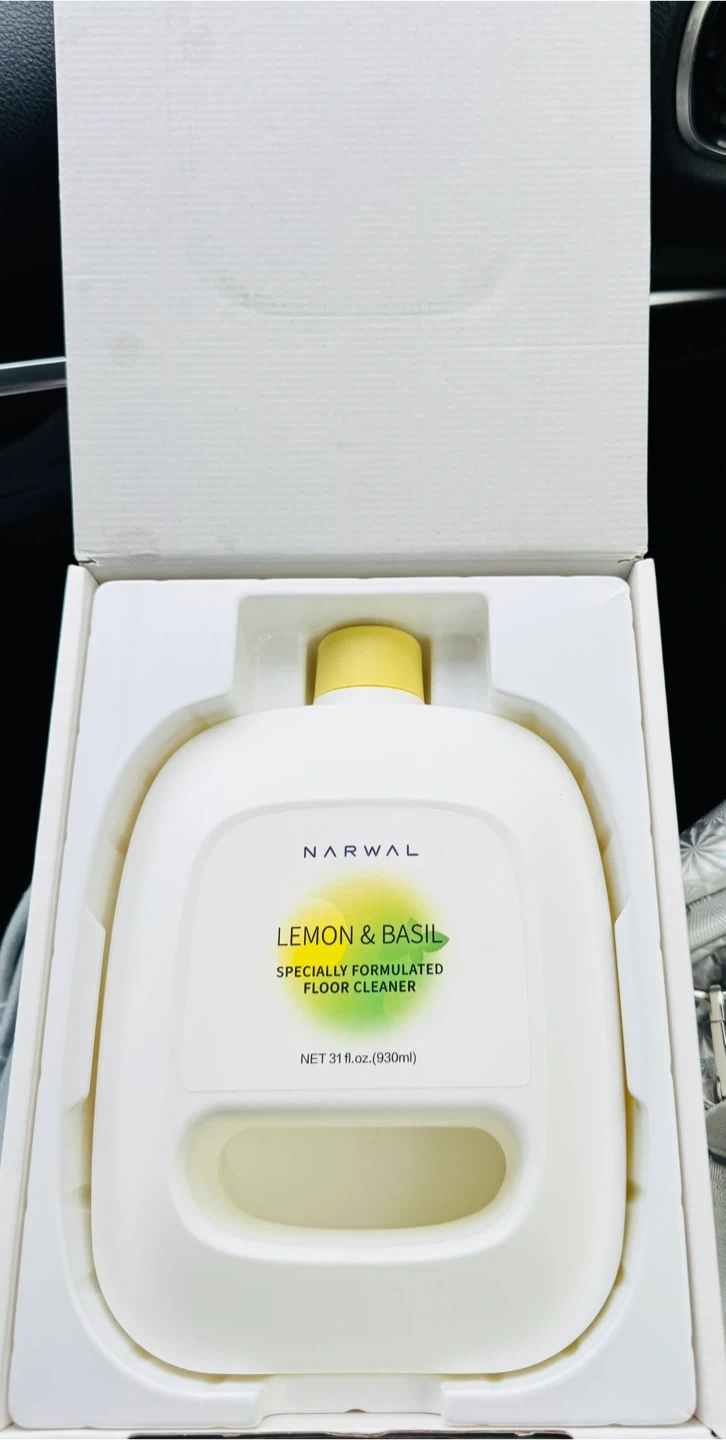 NARWAL
LEMON & BASIL
SPECIALLY FORMULATED
FLOOR CLEANER
NET 31 fl.oz.(930ml)